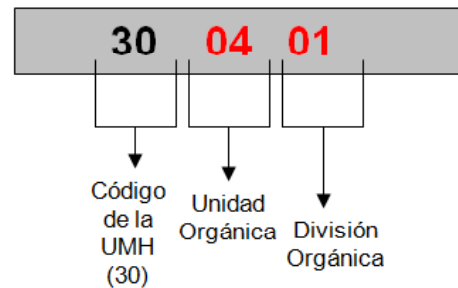 30 04 01
Código
de la
UMH
(30)
Unidad
Orgánica
División
Orgánica